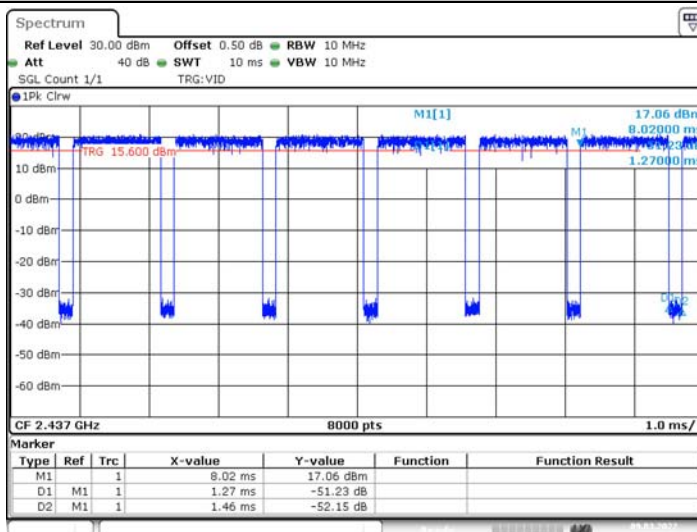 Spectrum
Ref Level 30.00 dBm Offset 0.50 dB RBW 10 MHz
Att 40 dB SWT 10 ms VBW 10 MHz
SGL Count 1/1 TRG:VID
1Pk Clrw
M1[1] 17.06 dBm
8.02000 ms
M1
1.27000 ms
TRG 15.600 dBm
10 dBm
0 dBm
-10 dBm
-20 dBm
-30 dBm
-40 dBm
-50 dBm
-60 dBm
CF 2.437 GHz 8000 pts 1.0 ms/
Marker
Type Ref Trc X-value Y-value Function Function Result
M1 1 8.02 ms 17.06 dBm
D1 M1 1 1.27 ms -51.23 dB
D2 M1 1 1.46 ms -52.15 dB